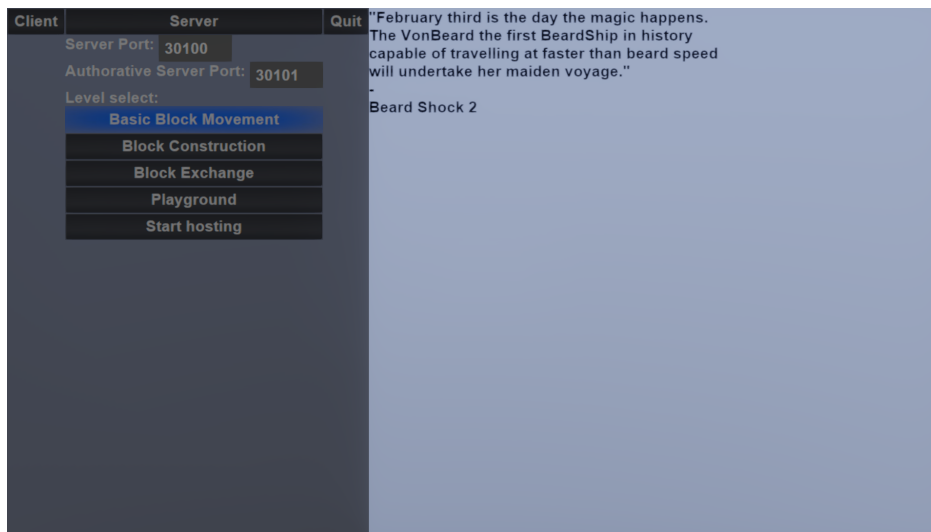 Client Server Quit
Server Port: 30100
Authorative Server Port: 30101
Level select:
Basic Block Movement
Block Construction
Block Exchange
Playground
Start hosting
"February third is the day the magic happens.
The VonBeard the first BeardShip in history
capable of travelling at faster than beard speed
will undertake her maiden voyage."
-
Beard Shock 2